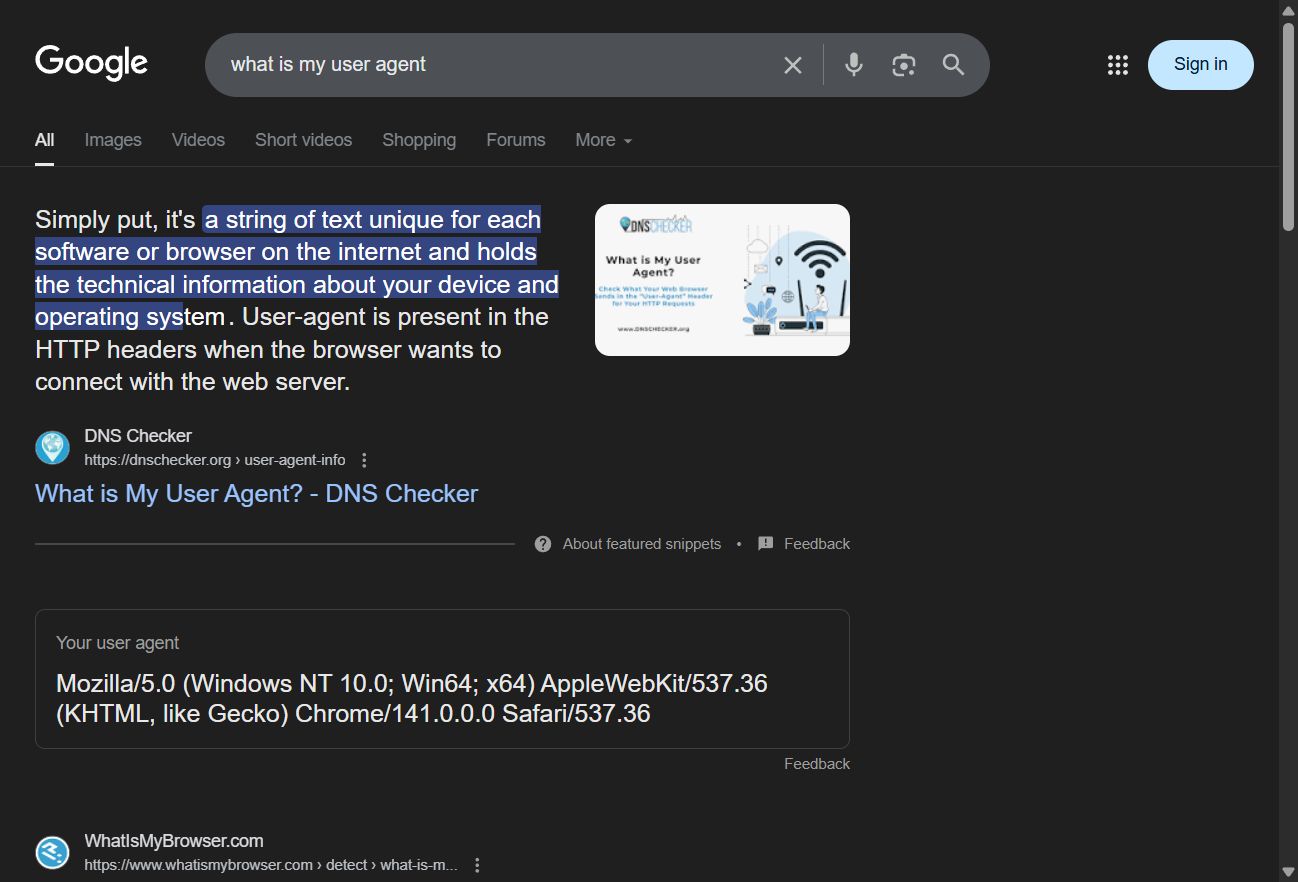 Google
what is my user agent
Sign in
All
Images
Videos
Short videos
Shopping
Forums
More
Simply put, it's a string of text unique for each
software or browser on the internet and holds
the technical information about your device and
operating system. User-agent is present in the
HTTP headers when the browser wants to
connect with the web server.
DNSCHECKER
What is My User
Agent?
Check What Your Web Browser
Sends in the "User-Agent" Header
for Your HTTP Requests
www.DNSCHECKER.org
DNS Checker
https://dnschecker.org › user-agent-info
What is My User Agent? - DNS Checker
About featured snippets • Feedback
Your user agent
Mozilla/5.0 (Windows NT 10.0; Win64; x64) AppleWebKit/537.36
(KHTML, like Gecko) Chrome/141.0.0.0 Safari/537.36
Feedback
WhatIsMyBrowser.com
https://www.whatismybrowser.com › detect › what-is-m...